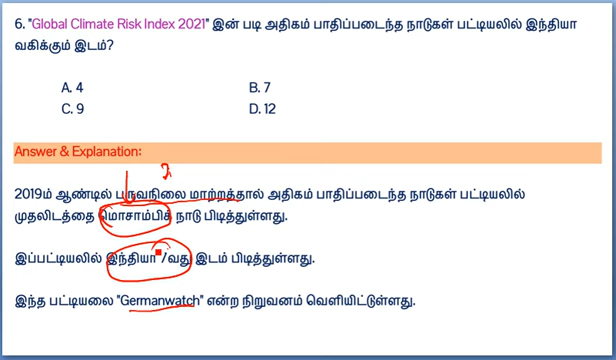 6. "Global Climate Risk Index 2021" இன் படி அதிகம் பாதிப்படைந்த நாடுகள் பட்டியலில் இந்தியா
வகிக்கும் இடம்?
A. 4 B. 7
C. 9 D. 12
Answer & Explanation:
2019ம் ஆண்டில் பருவநிலை மாற்றத்தால் அதிகம் பாதிப்படைந்த நாடுகள் பட்டியலில்
முதலிடத்தை மொசாம்பிக் நாடு பிடித்துள்ளது.
இப்பட்டியலில் இந்தியா 7வது இடம் பிடித்துள்ளது.
இந்த பட்டியலை "Germanwatch" என்ற நிறுவனம் வெளியிட்டுள்ளது.